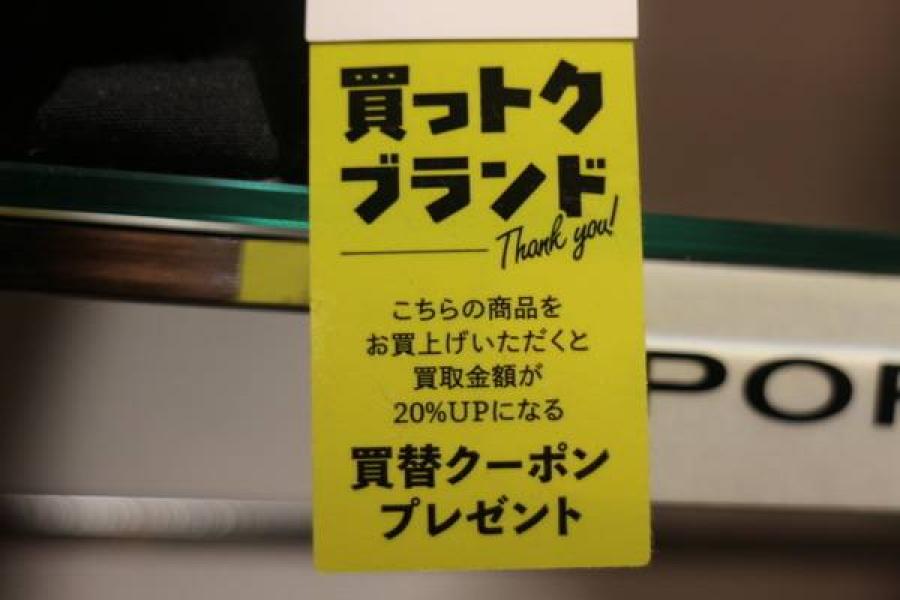 買っトク
ブランド
Thank you!
こちらの商品を
お買上げいただくと
買取金額が
20%UPになる
買替クーポン
プレゼント